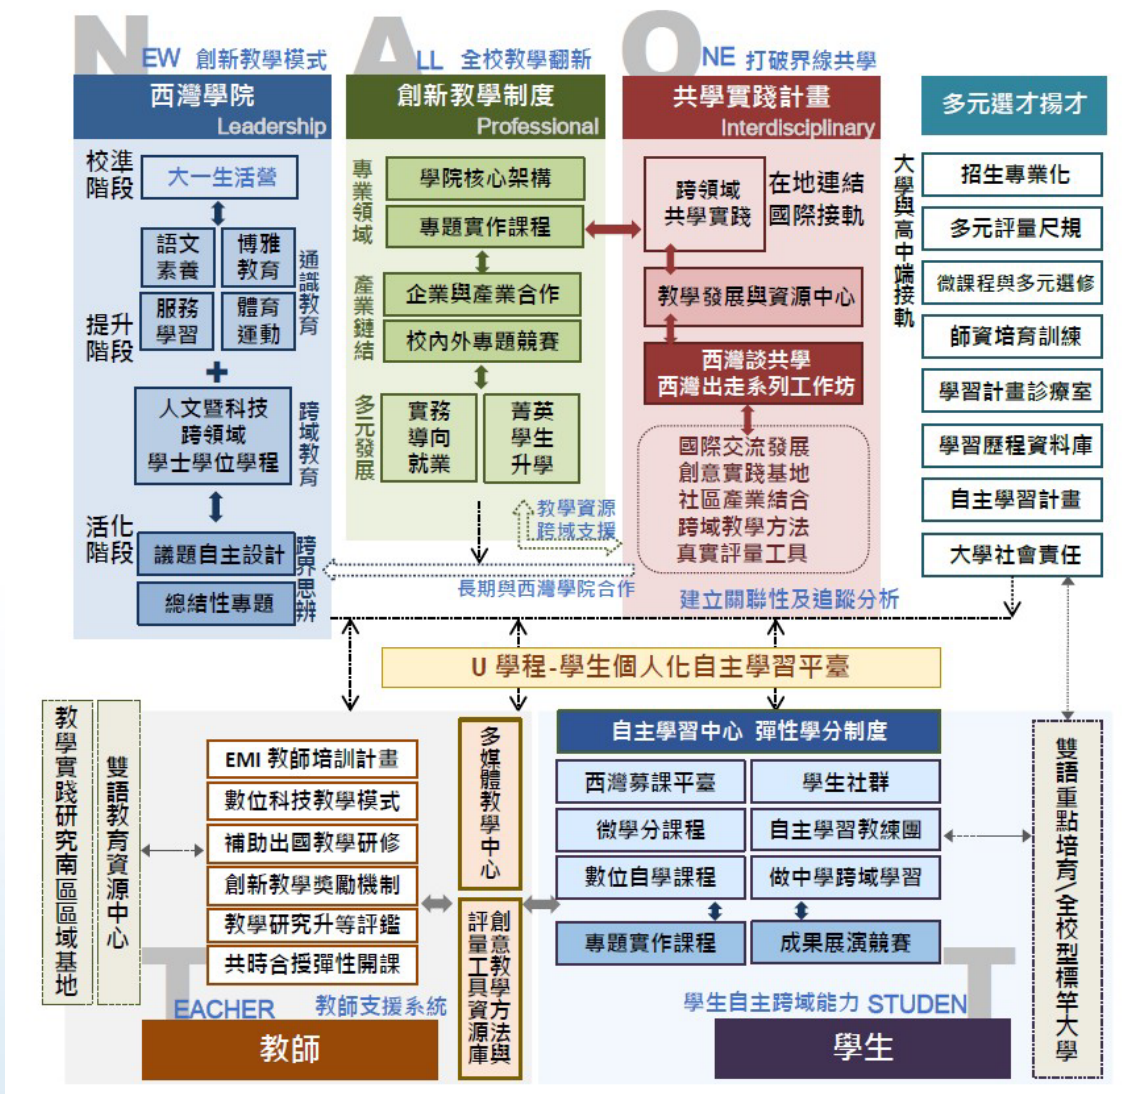 NEW 創新教學模式
西灣學院
Leadership
校準
階段
大一生活營
語文
素養
博雅
教育
服務
學習
體育
運動
通識教育
提升
階段
人文暨科技
跨領域
學士學位學程
跨域教育
活化
階段
議題自主設計
總結性專題
跨界思辨
ALL 全校教學翻新
創新教學制度
Professional
專業領域
學院核心架構
專題實作課程
產業鏈結
企業與產業合作
校內外專題競賽
多元發展
實務
導向
就業
菁英
學生
升學
教學資源
跨域支援
長期與西灣學院合作
ONE 打破界線共學
共學實踐計畫
Interdisciplinary
跨領域
共學實踐
在地連結
國際接軌
教學發展與資源中心
西灣談共學
西灣出走系列工作坊
國際交流發展
創意實踐基地
社區產業結合
跨域教學方法
真實評量工具
建立關聯性及追蹤分析
多元選才揚才
大學與高中端接軌
招生專業化
多元評量尺規
微課程與多元選修
師資培育訓練
學習計畫診療室
學習歷程資料庫
自主學習計畫
大學社會責任
U 學程-學生個人化自主學習平臺
教學實踐研究南區區域基地
雙語教育資源中心
EMI 教師培訓計畫
數位科技教學模式
補助出國教學研修
創新教學獎勵機制
教學研究升等評鑑
共時合授彈性開課
TEACHER 教師支援系統
教師
多媒體教學中心
創意教學方法與
評量工具資源庫
自主學習中心 彈性學分制度
西灣募課平臺
學生社群
微學分課程
自主學習教練團
數位自學課程
做中學跨域學習
專題實作課程
成果展演競賽
學生自主跨域能力 STUDENT
學生
雙語重點培育/全校型標竿大學